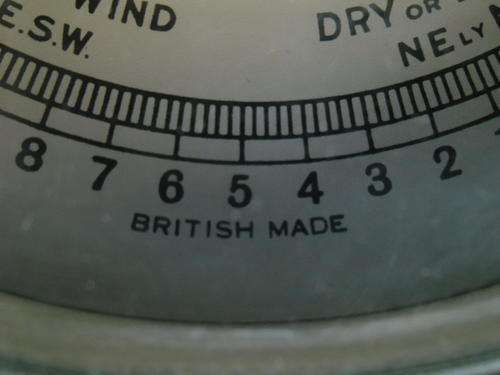 WIND
DRY OR
E.S.W.
NELY
8 7 6 5 4 3 2
BRITISH MADE